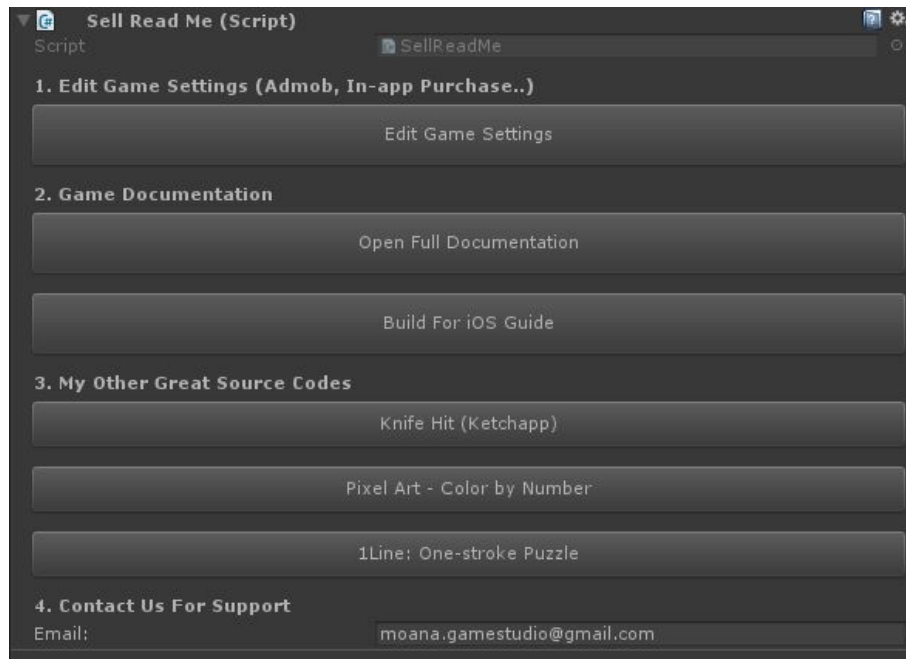 Sell Read Me (Script)
Script SellReadMe
1. Edit Game Settings (Admob, In-app Purchase..)
Edit Game Settings
2. Game Documentation
Open Full Documentation
Build For iOS Guide
3. My Other Great Source Codes
Knife Hit (Ketchapp)
Pixel Art - Color by Number
1Line: One-stroke Puzzle
4. Contact Us For Support
Email: moana.gamestudio@gmail.com